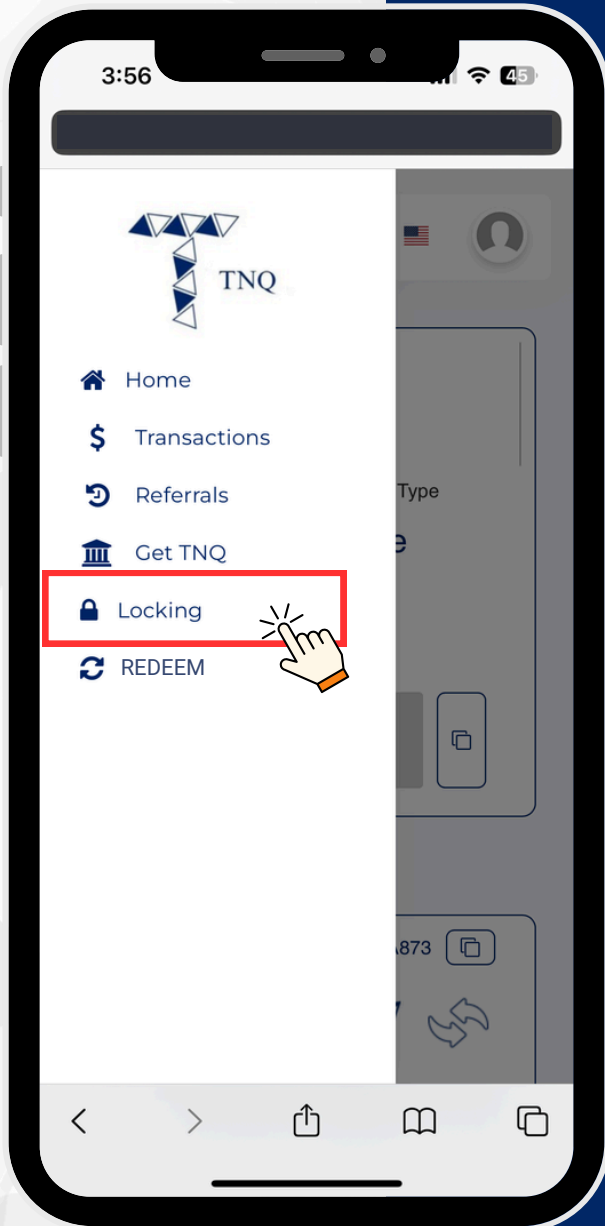 3:56
45
TNQ
Home
$ Transactions
Referrals
Type
Get TNQ
Locking
REDEEM
873